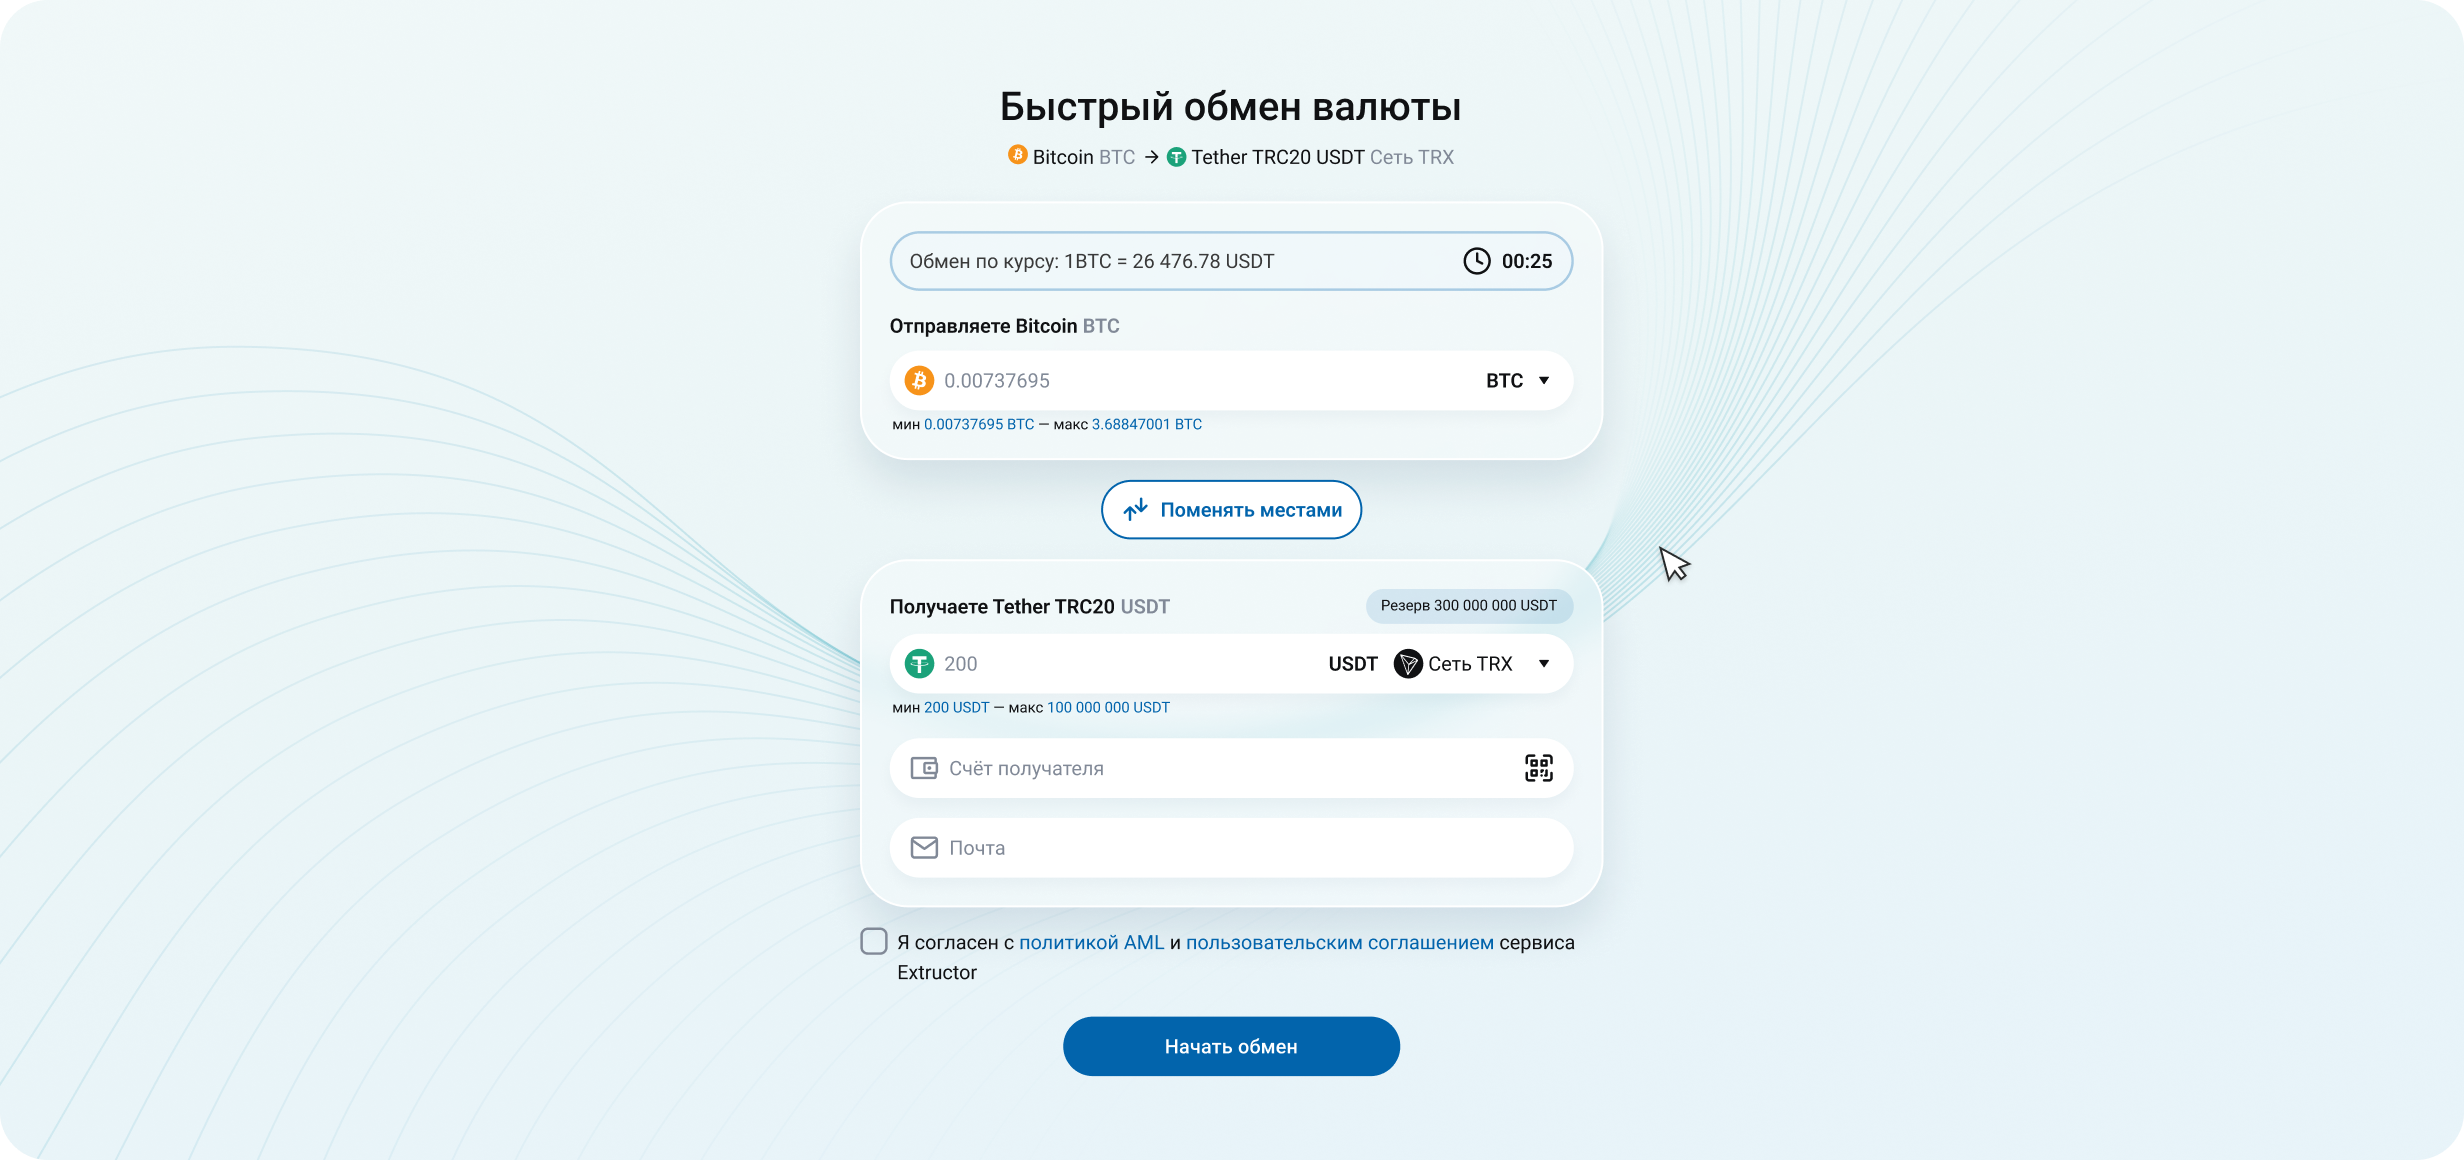 Быстрый обмен валюты
Bitcoin BTC → Tether TRC20 USDT Сеть TRX
Обмен по курсу: 1BTC = 26 476.78 USDT 00:25
Отправляете Bitcoin BTC
0.00737695 BTC
мин 0.00737695 BTC — макс 3.68847001 BTC
Поменять местами
Получаете Tether TRC20 USDT Резерв 300 000 000 USDT
200 USDT Сеть TRX
мин 200 USDT — макс 100 000 000 USDT
Счёт получателя
Почта
Я согласен с политикой AML и пользовательским соглашением сервиса
Extructor
Начать обмен